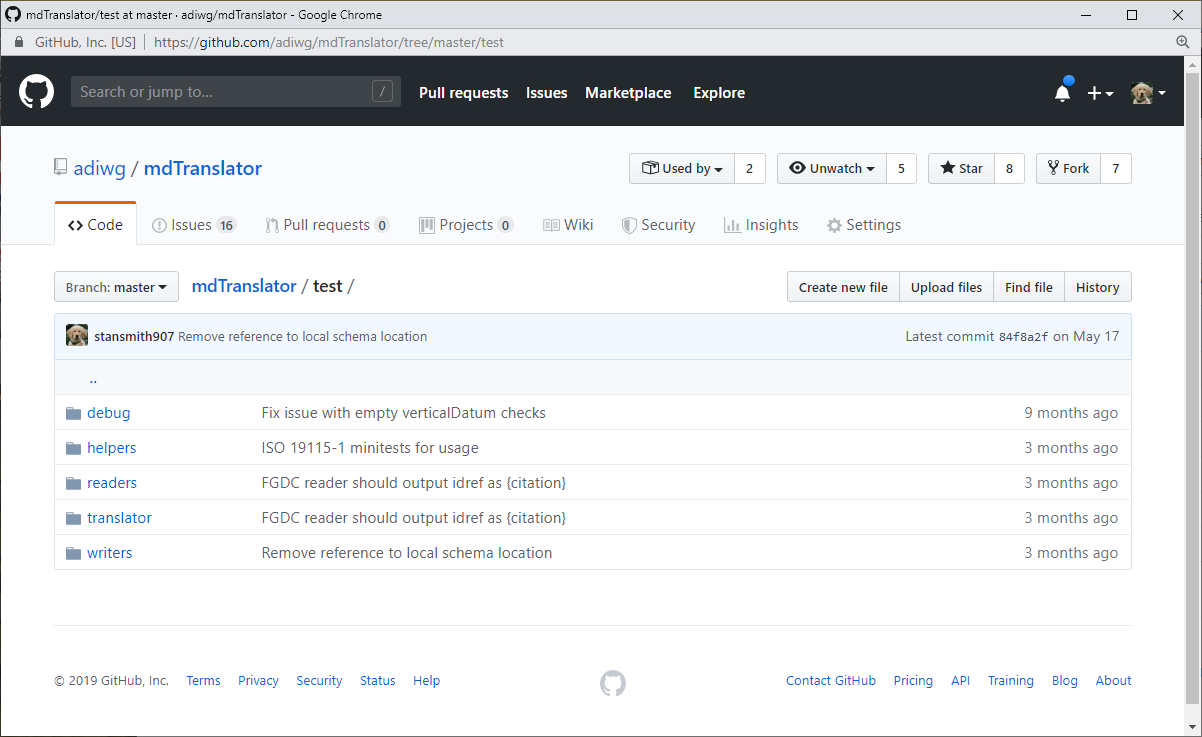 mdTranslator/test at master · adiwg/mdTranslator - Google Chrome
GitHub, Inc. [US] https://github.com/adiwg/mdTranslator/tree/master/test
Search or jump to... / Pull requests Issues Marketplace Explore
adiwg / mdTranslator Used by 2 Unwatch 5 Star 8 Fork 7
Code Issues 16 Pull requests 0 Projects 0 Wiki Security Insights Settings
Branch: master mdTranslator / test / Create new file Upload files Find file History
stansmith907 Remove reference to local schema location Latest commit 84f8a2f on May 17
..
debug Fix issue with empty verticalDatum checks 9 months ago
helpers ISO 19115-1 minitests for usage 3 months ago
readers FGDC reader should output idref as {citation} 3 months ago
translator FGDC reader should output idref as {citation} 3 months ago
writers Remove reference to local schema location 3 months ago
© 2019 GitHub, Inc. Terms Privacy Security Status Help Contact GitHub Pricing API Training Blog About